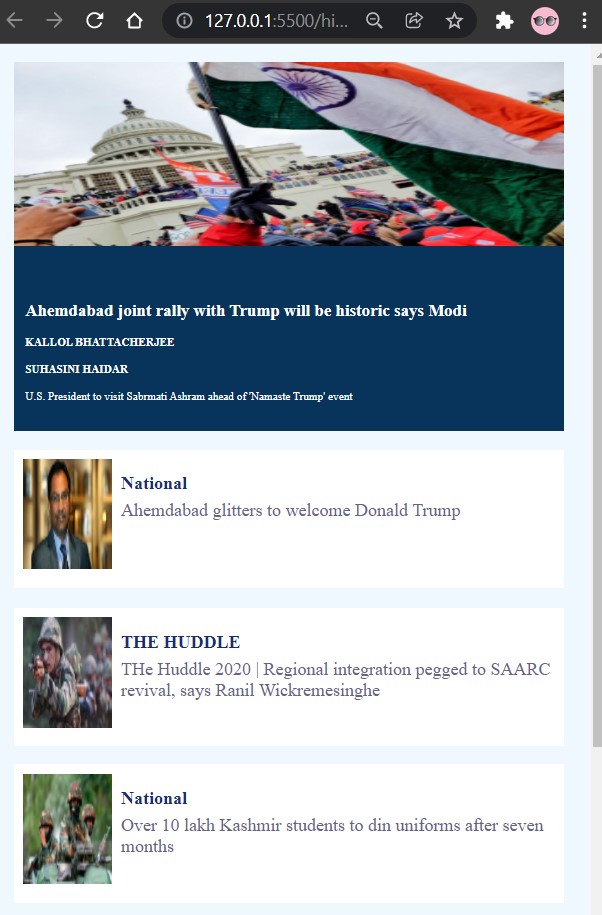 127.0.0.1:5500/hi...
Ahemdabad joint rally with Trump will be historic says Modi
KALLOL BHATTACHERJEE
SUHASINI HAIDAR
U.S. President to visit Sabrmati Ashram ahead of 'Namaste Trump' event
National
Ahemdabad glitters to welcome Donald Trump
THE HUDDLE
THe Huddle 2020 | Regional integration pegged to SAARC
revival, says Ranil Wickremesinghe
National
Over 10 lakh Kashmir students to din uniforms after seven
months